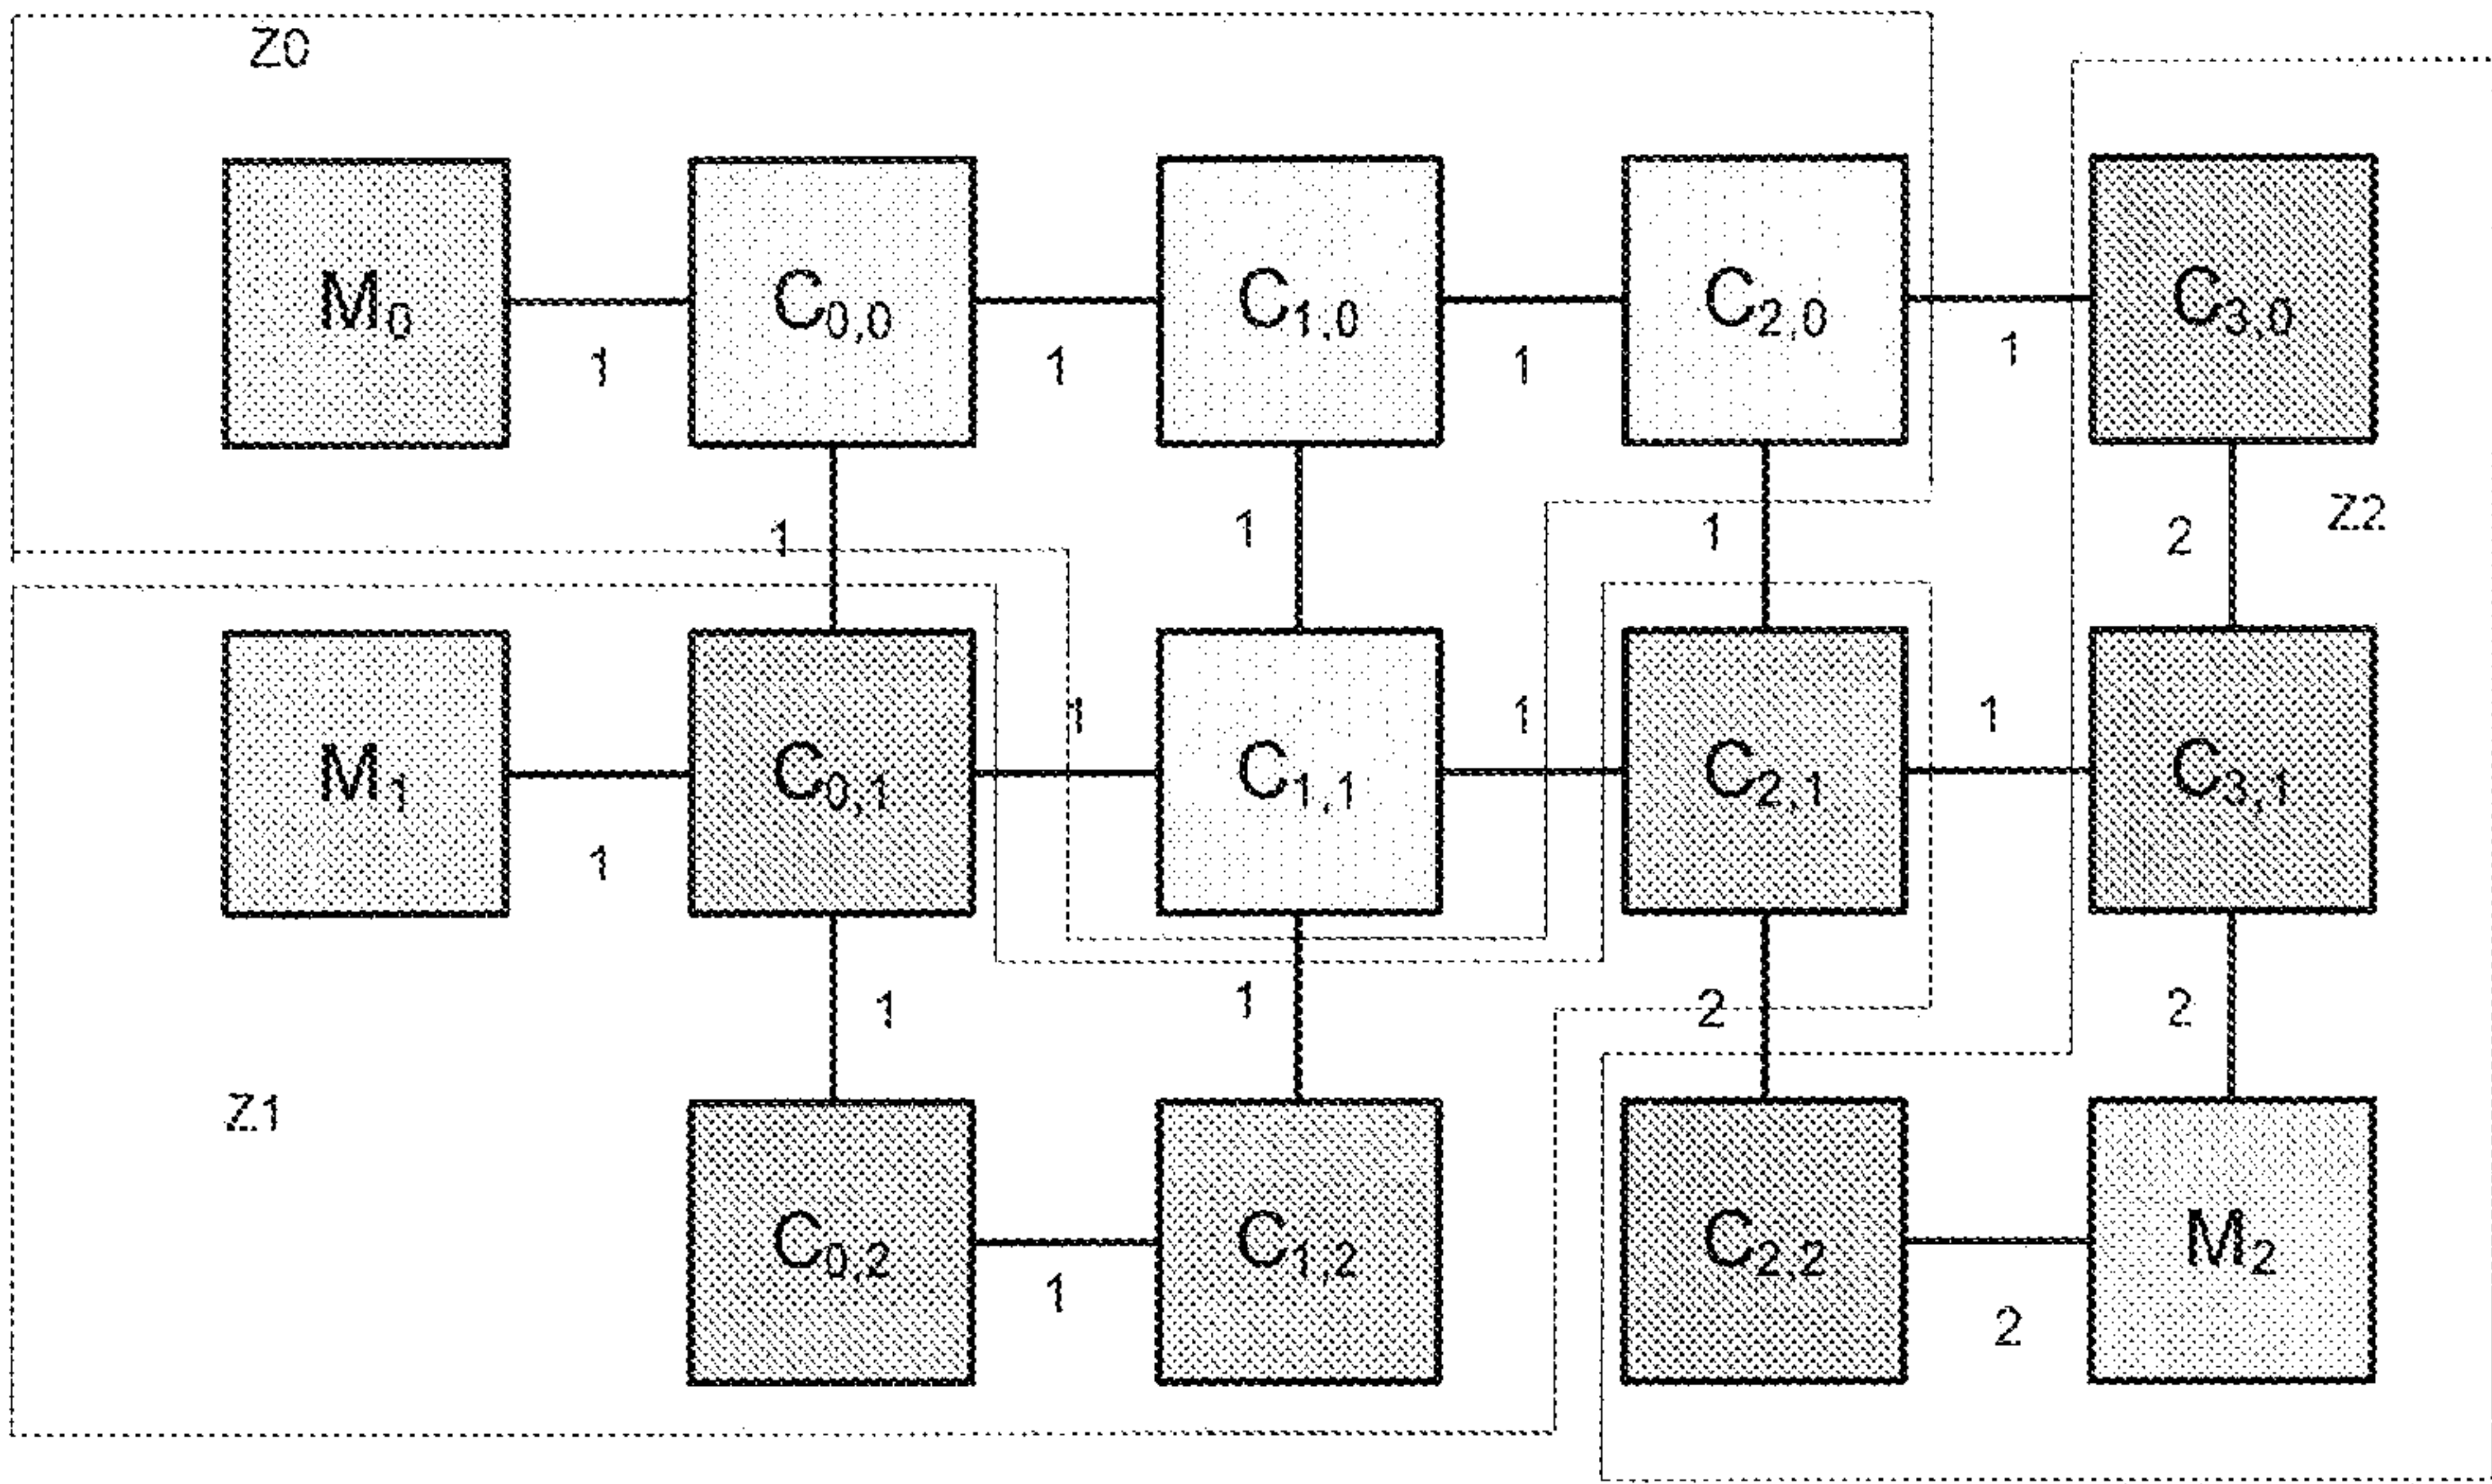 Z0
M0 C0,0 C1,0 C2,0 C3,0
1 1 1 1
1 1 1 2 Z2
M1 C0,1 C1,1 C2,1 C3,1
1 1 1 1
1 1 2 2
Z1
C0,2 C1,2 C2,2 M2
1 2